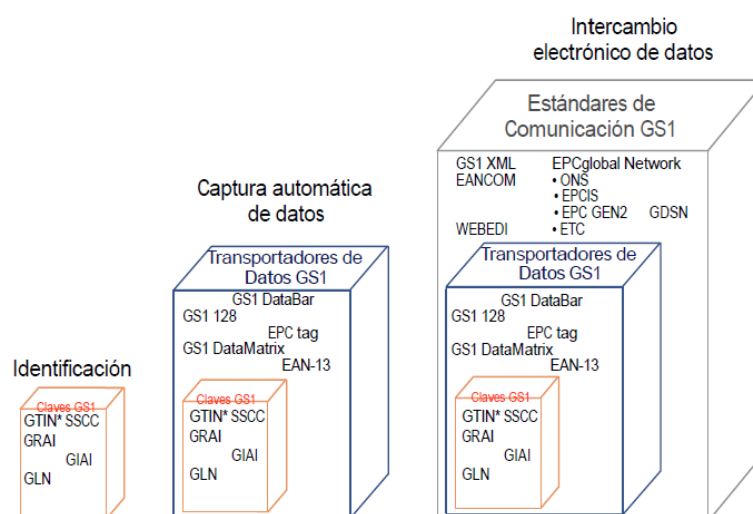 Identificación
Claves GS1
GTIN* SSCC
GRAI
GIAI
GLN
Captura automática
de datos
Transportadores de
Datos GS1
GS1 DataBar
GS1 128
EPC tag
GS1 DataMatrix
EAN-13
Claves GS1
GTIN* SSCC
GRAI
GIAI
GLN
Intercambio
electrónico de datos
Estándares de
Comunicación GS1
GS1 XML EPCglobal Network
EANCOM • ONS
• EPCIS
• EPC GEN2 GDSN
WEBEDI • ETC
Transportadores de
Datos GS1
GS1 DataBar
GS1 128
EPC tag
GS1 DataMatrix
EAN-13
Claves GS1
GTIN* SSCC
GRAI
GIAI
GLN